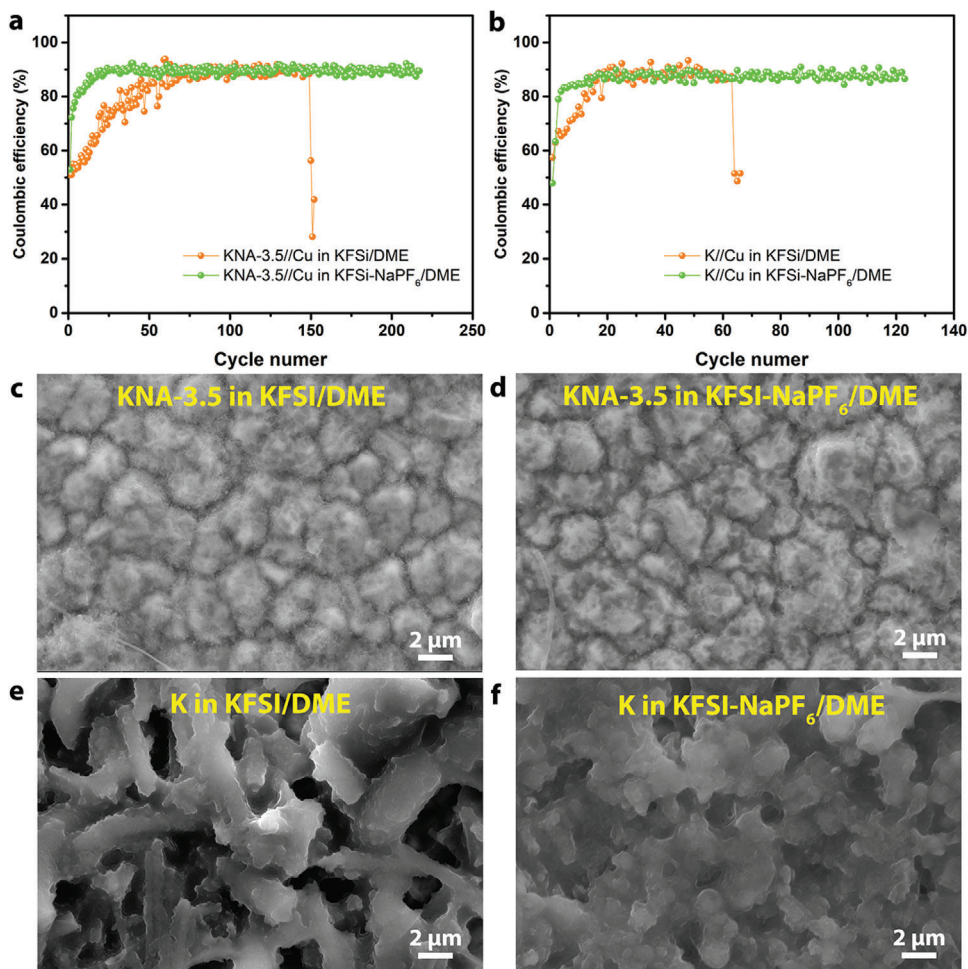 a
100
80
60
40
20
0
Coulombic efficiency (%)
KNA-3.5//Cu in KFSi/DME
KNA-3.5//Cu in KFSi-NaPF₆/DME
0 50 100 150 200 250
Cycle numer
b
100
80
60
40
20
0
Coulombic efficiency (%)
K//Cu in KFSi/DME
K//Cu in KFSi-NaPF₆/DME
0 20 40 60 80 100 120 140
Cycle numer
c
KNA-3.5 in KFSI/DME
2 μm
d
KNA-3.5 in KFSI-NaPF₆/DME
2 μm
e
K in KFSI/DME
2 μm
f
K in KFSI-NaPF₆/DME
2 μm